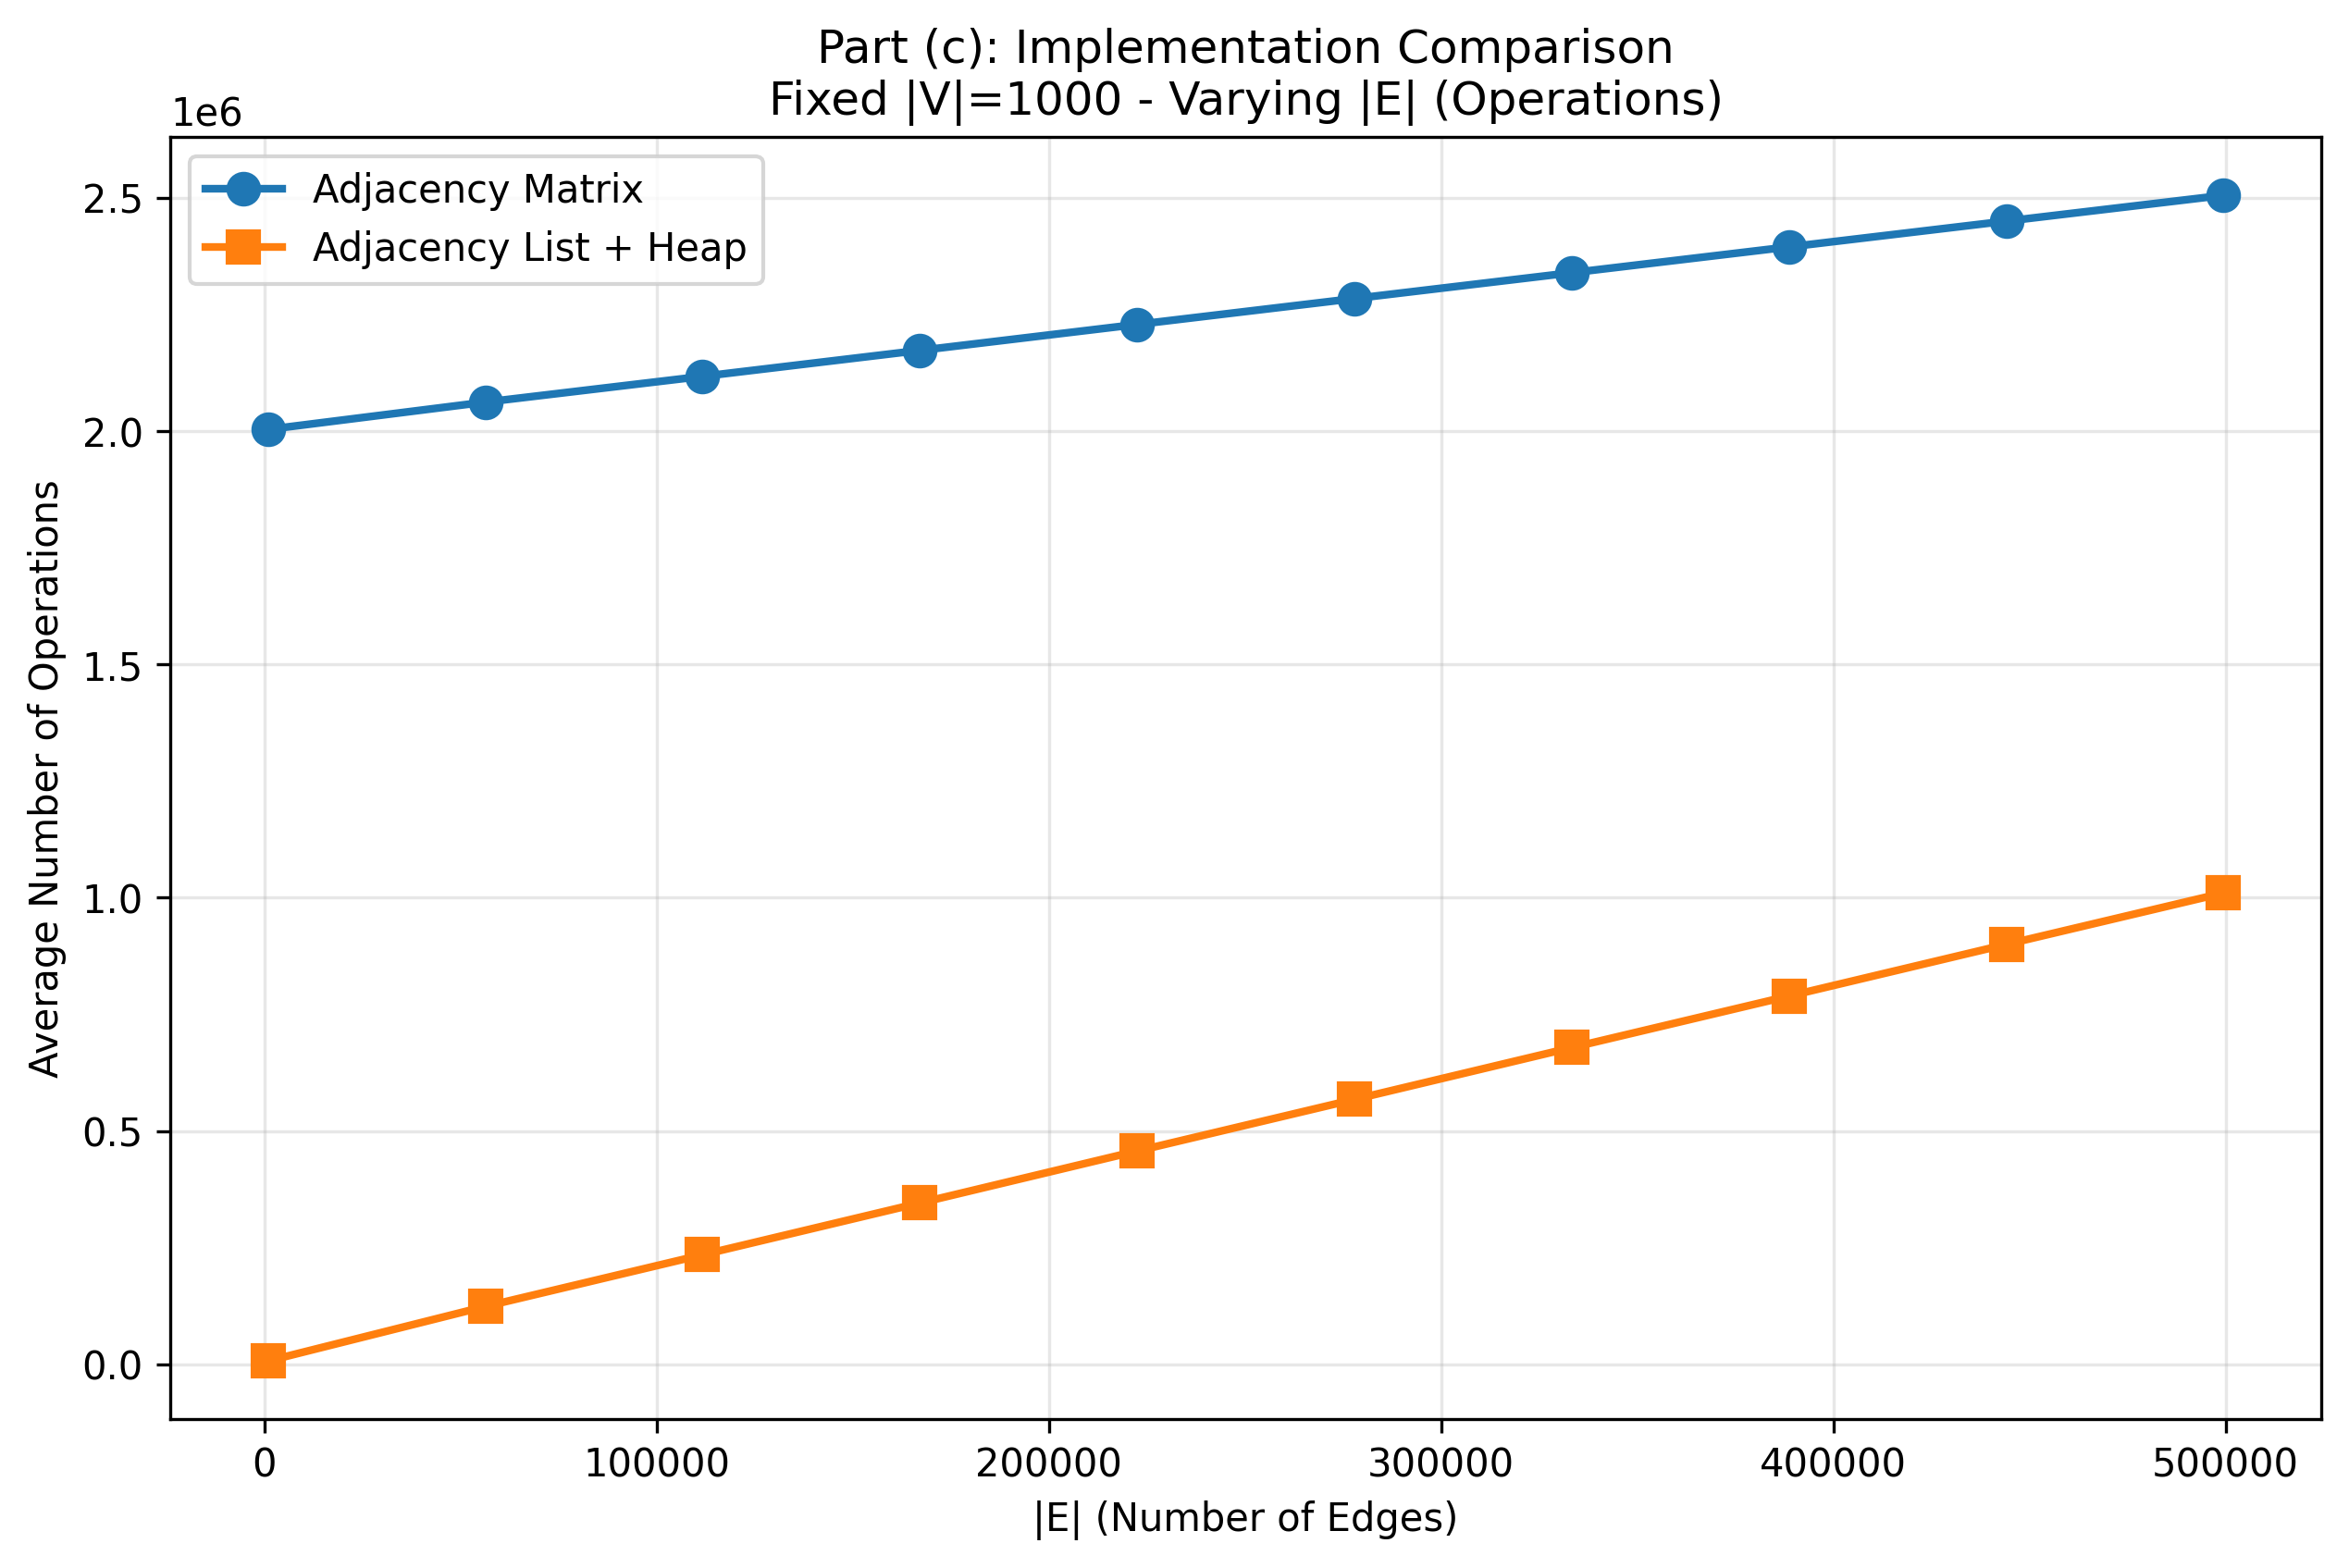 Part (c): Implementation Comparison
Fixed |V|=1000 - Varying |E| (Operations)
1e6
Adjacency Matrix
Adjacency List + Heap
2.5
2.0
1.5
1.0
0.5
0.0
Average Number of Operations
0
100000
200000
300000
400000
500000
|E| (Number of Edges)